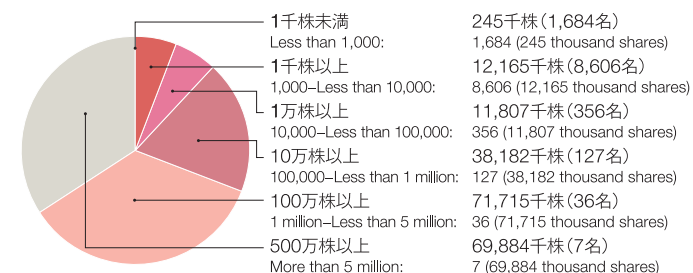 1千株未満 245千株(1,684名)
Less than 1,000: 1,684 (245 thousand shares)
1千株以上 12,165千株(8,606名)
1,000–Less than 10,000: 8,606 (12,165 thousand shares)
1万株以上 11,807千株(356名)
10,000–Less than 100,000: 356 (11,807 thousand shares)
10万株以上 38,182千株(127名)
100,000–Less than 1 million: 127 (38,182 thousand shares)
100万株以上 71,715千株(36名)
1 million–Less than 5 million: 36 (71,715 thousand shares)
500万株以上 69,884千株(7名)
More than 5 million: 7 (69,884 thousand shares)